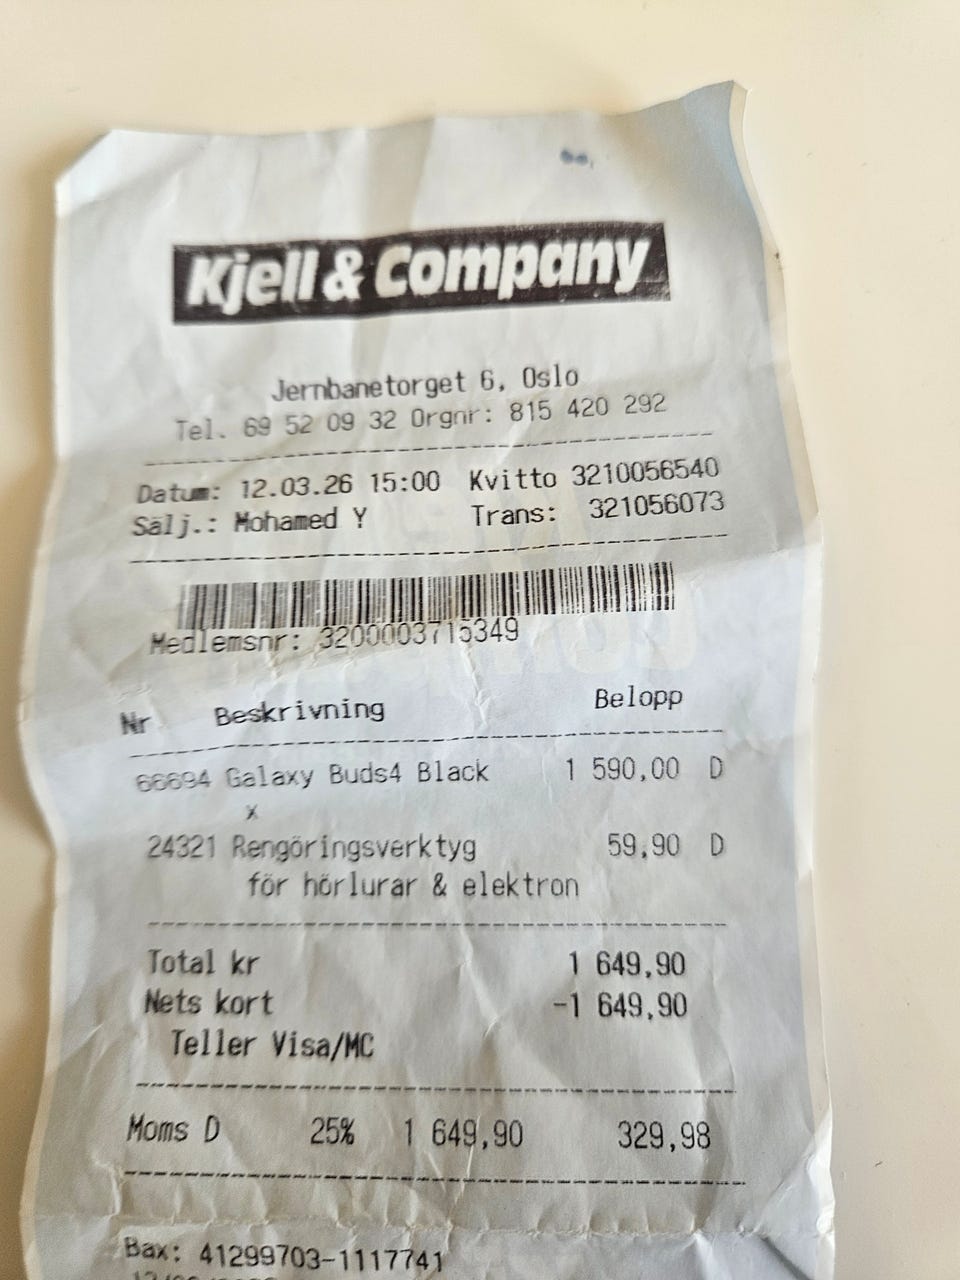 Kjell & Company
Jernbanetorget 6, Oslo
Tel. 69 52 09 32 Orgnr: 815 420 292
Datum: 12.03.26 15:00 Kvitto 3210056540
Sälj.: Mohamed Y Trans: 321056073
Medlemsnr: 3200003715349
Nr Beskrivning Belopp
66694 Galaxy Buds4 Black 1 590,00 D
x
24321 Rengöringsverktyg 59,90 D
för hörlurar & elektron
Total kr 1 649,90
Nets kort -1 649,90
Teller Visa/MC
Moms D 25% 1 649,90 329,98
Bax: 41299703-1117741